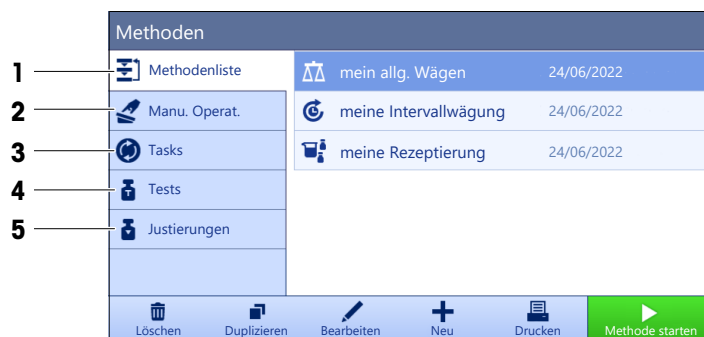 Methoden
1 Methodenliste
2 Manu. Operat.
3 Tasks
4 Tests
5 Justierungen
mein allg. Wägen 24/06/2022
meine Intervallwägung 24/06/2022
meine Rezeptierung 24/06/2022
Löschen Duplizieren Bearbeiten Neu Drucken Methode starten